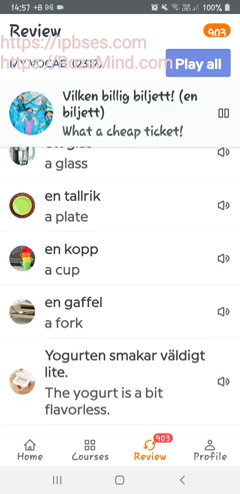 14:57
100%
Review
903
https://ipbses.com
MY VOCAB (2317)
Play all
Vilken billig biljett! (en
biljett)
What a cheap ticket!
a glass
en tallrik
a plate
en kopp
a cup
en gaffel
a fork
Yogurten smakar väldigt
lite.
The yogurt is a bit
flavorless.
903
Home
Courses
Review
Profile